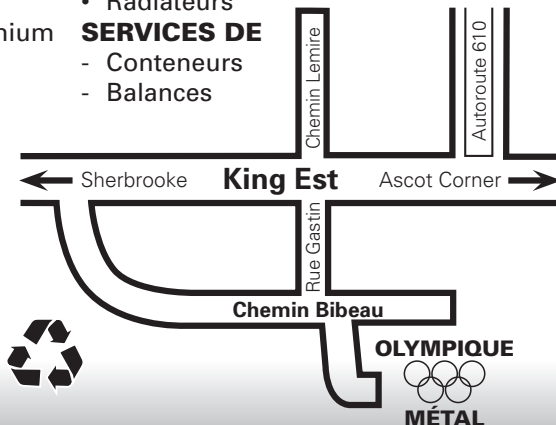 • Radiateurs
SERVICES DE
- Conteneurs
- Balances
Chemin Lemire
Autoroute 610
Sherbrooke
King Est
Ascot Corner
Rue Gastin
Chemin Bibeau
OLYMPIQUE
MÉTAL